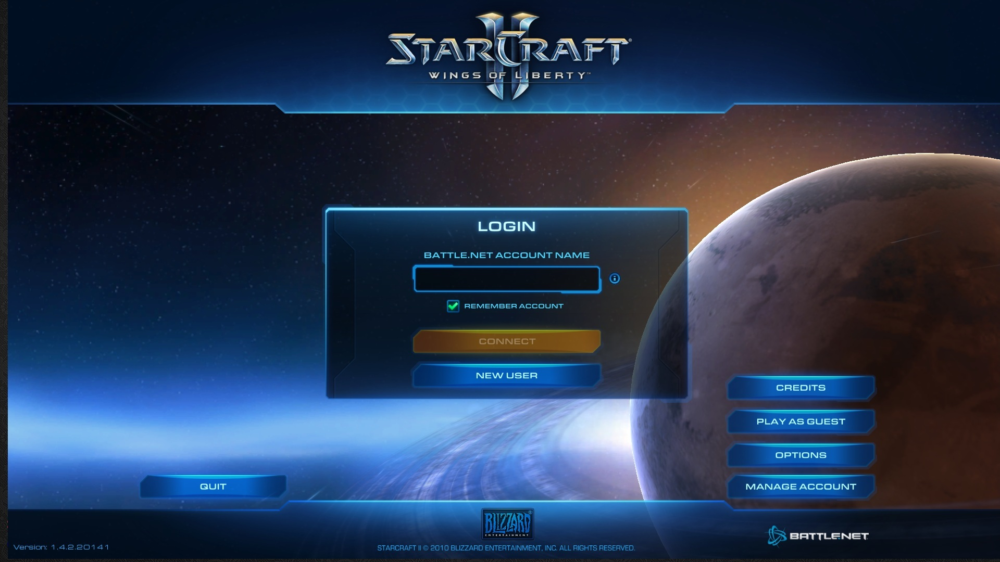 STARCRAFT®
II
WINGS OF LIBERTY™
LOGIN
BATTLE.NET ACCOUNT NAME
REMEMBER ACCOUNT
CONNECT
NEW USER
CREDITS
PLAY AS GUEST
OPTIONS
QUIT
MANAGE ACCOUNT
BLIZZARD®
ENTERTAINMENT
BATTLE.NET
Version: 1.4.2.20141
STARCRAFT II © 2010 BLIZZARD ENTERTAINMENT, INC. ALL RIGHTS RESERVED.